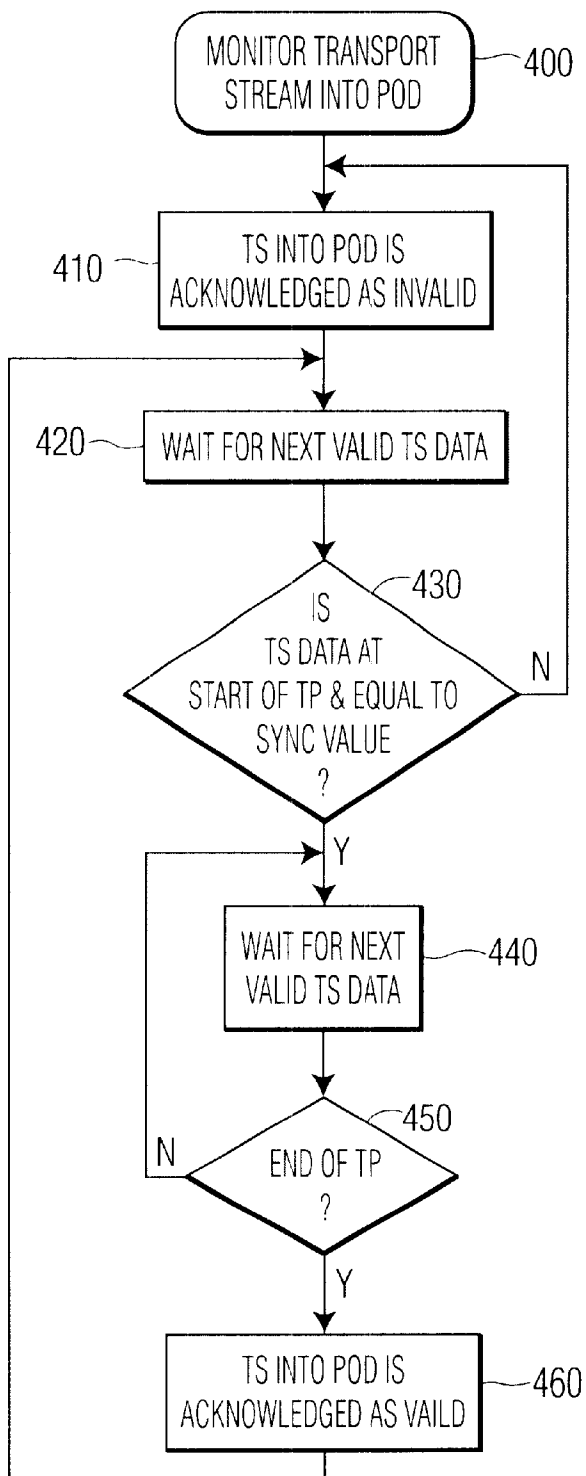 MONITOR TRANSPORT
STREAM INTO POD
400
TS INTO POD IS
ACKNOWLEDGED AS INVALID
410
WAIT FOR NEXT VALID TS DATA
420
430
IS
TS DATA AT
START OF TP & EQUAL TO
SYNC VALUE
?
N
Y
WAIT FOR NEXT
VALID TS DATA
440
450
END OF TP
?
N
Y
TS INTO POD IS
ACKNOWLEDGED AS VAILD
460